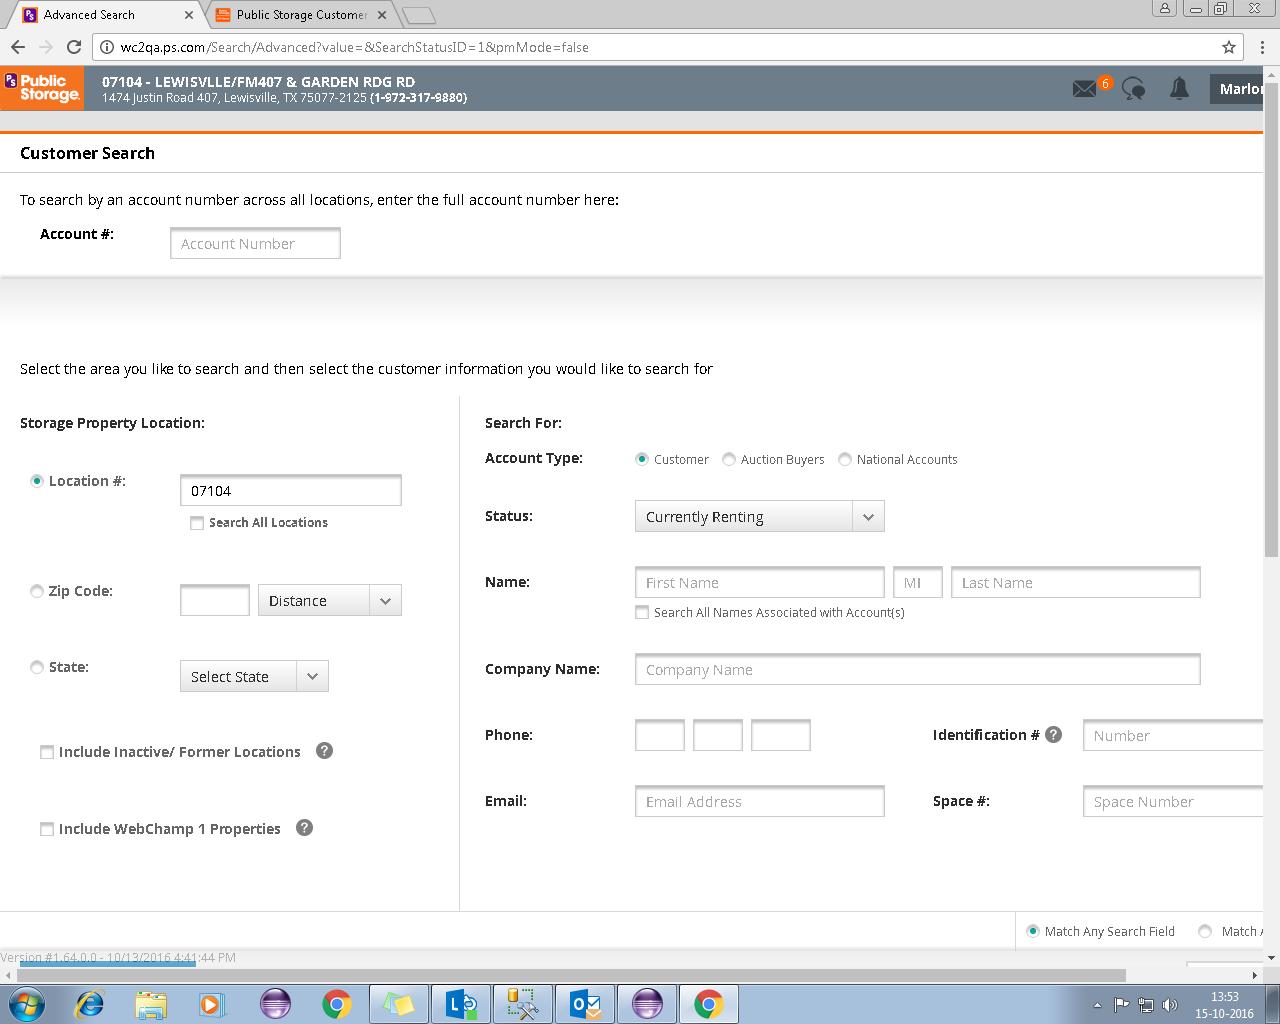 Advanced Search
Public Storage Customer
wc2qa.ps.com/Search/Advanced?value=&SearchStatusID=1&pmMode=false
PS Public Storage.
07104 - LEWISVLLE/FM407 & GARDEN RDG RD
1474 Justin Road 407, Lewisville, TX 75077-2125 (1-972-317-9880)
6
Marlo
Customer Search
To search by an account number across all locations, enter the full account number here:
Account #:
Account Number
Select the area you like to search and then select the customer information you would like to search for
Storage Property Location:
Location #:
07104
Search All Locations
Zip Code:
Distance
State:
Select State
Include Inactive/ Former Locations
?
Include WebChamp 1 Properties
?
Search For:
Account Type:
Customer
Auction Buyers
National Accounts
Status:
Currently Renting
Name:
First Name
MI
Last Name
Search All Names Associated with Account(s)
Company Name:
Company Name
Phone:
Identification #
?
Number
Email:
Email Address
Space #:
Space Number
Match Any Search Field
Match
Version #1.64.0.0 - 10/13/2016 4:41:44 PM
13:53
15-10-2016